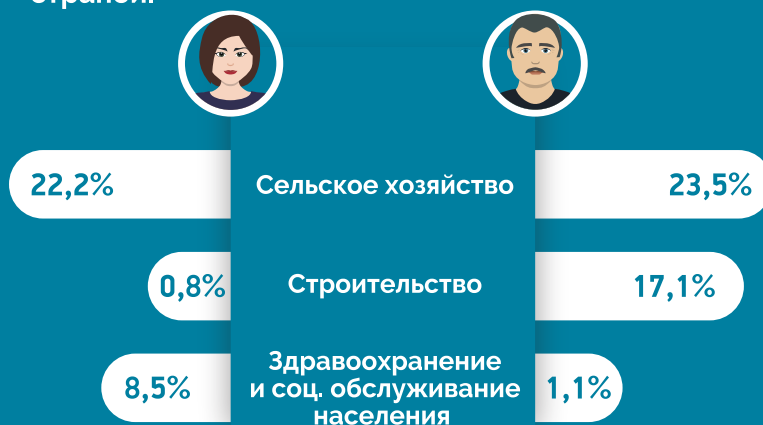 22,2%
Сельское хозяйство
23,5%
0,8%
Строительство
17,1%
Здравоохранение
и соц. обслуживание
населения
8,5%
1,1%